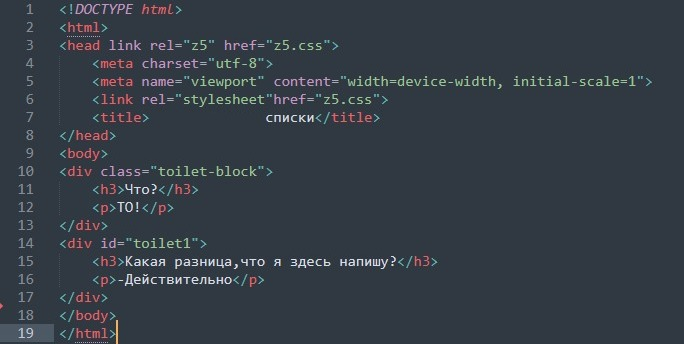 1 <!DOCTYPE html>
2 <html>
3 <head link rel="z5" href="z5.css">
4     <meta charset="utf-8">
5     <meta name="viewport" content="width=device-width, initial-scale=1">
6     <link rel="stylesheet"href="z5.css">
7     <title>              списки</title>
8 </head>
9 <body>
10 <div class="toilet-block">
11     <h3>Что?</h3>
12     <p>ТО!</p>
13 </div>
14 <div id="toilet1">
15     <h3>Какая разница,что я здесь напишу?</h3>
16     <p>-Действительно</p>
17 </div>
18 </body>
19 </html>